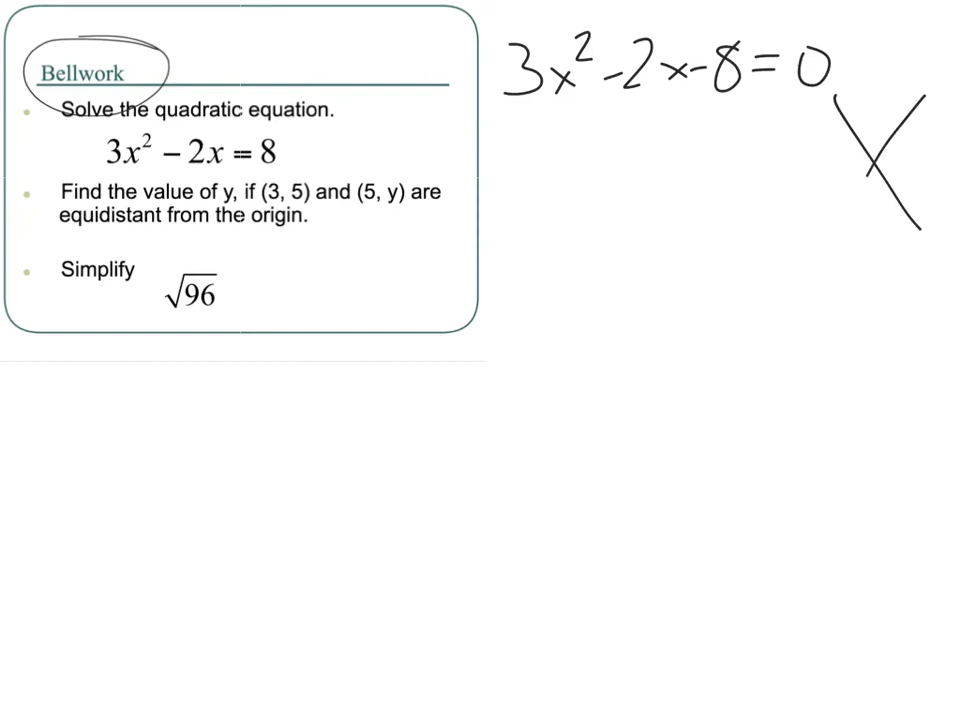 Bellwork
Solve the quadratic equation.
3x² – 2x = 8
Find the value of y, if (3, 5) and (5, y) are
equidistant from the origin.
Simplify
√96
3x² - 2x - 8 = 0